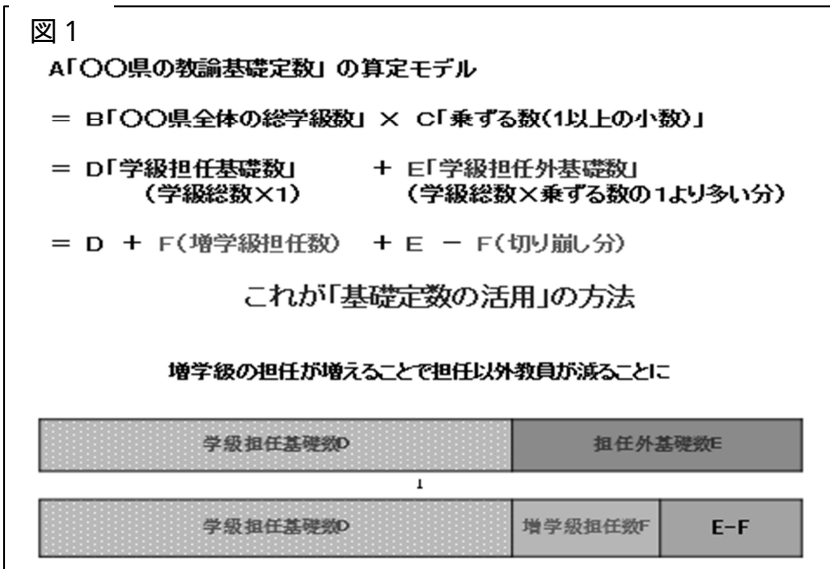 図1
A「〇〇県の教諭基礎定数」の算定モデル
= B「〇〇県全体の総学級数」 × C「乗ずる数(1以上の小数)」
= D「学級担任基礎数」 + E「学級担任外基礎数」
(学級総数×1) (学級総数×乗ずる数の1より多い分)
= D + F(増学級担任数) + E - F(切り崩し分)
これが「基礎定数の活用」の方法
増学級の担任が増えることで担任以外教員が減ることに
学級担任基礎数D 担任外基礎数E
↓
学級担任基礎数D 増学級担任数F E-F